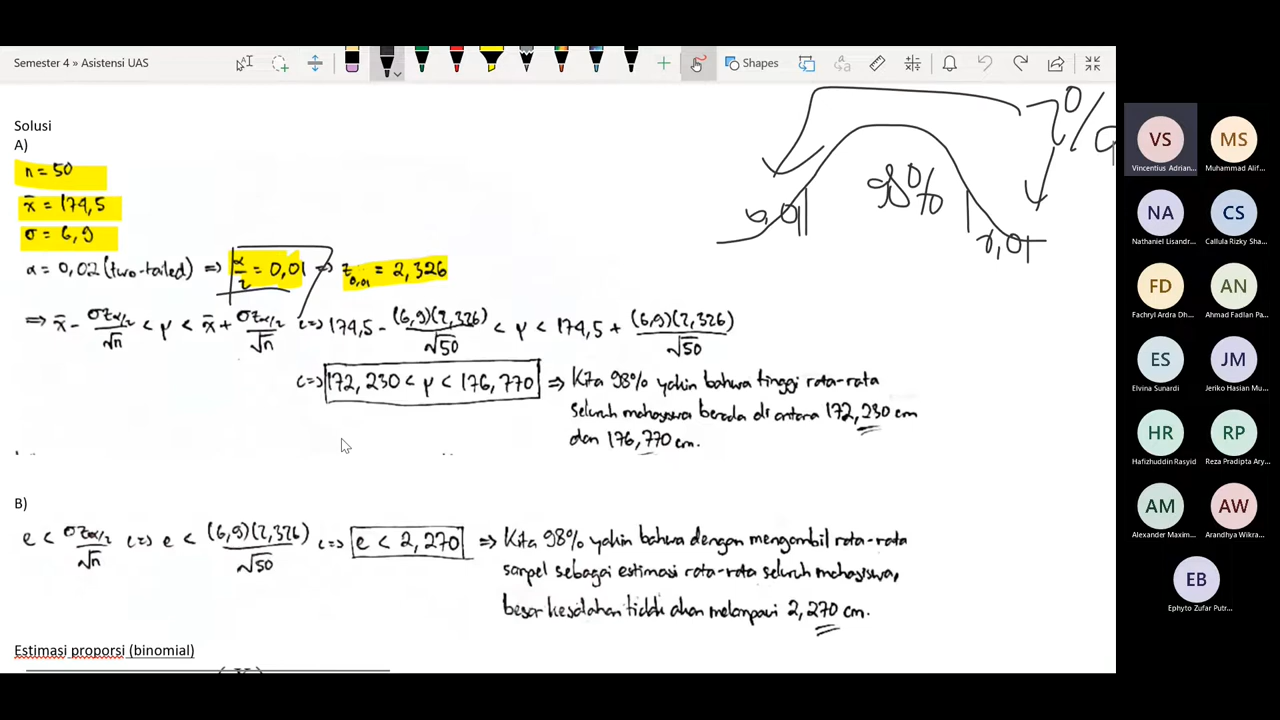 Semester 4 » Asistensi UAS
Shapes
Solusi
A)
n = 50
x̄ = 174,5
σ = 6,9
α = 0,02 (two-tailed) => α/2 = 0,01 => z0,01 = 2,326
=> x̄ - σzα/2/√n < μ < x̄ + σzα/2/√n <=> 174,5 - (6,9)(2,326)/√50 < μ < 174,5 + (6,9)(2,326)/√50
<=> 172,230 < μ < 176,770 => Kita 98% yakin bahwa tinggi rata-rata
seluruh mahasiswa berada di antara 172,230 cm
dan 176,770 cm.
98%
0,01
0,01
B)
e < σzα/2/√n <=> e < (6,9)(2,326)/√50 <=> e < 2,270 => Kita 98% yakin bahwa dengan mengambil rata-rata
sampel sebagai estimasi rata-rata seluruh mahasiswa,
besar kesalahan tidak akan melampaui 2,270 cm.
Estimasi proporsi (binomial)
VS
Vincentius Adrian...
MS
Muhammad Alif...
NA
Nathaniel Lisandr...
CS
Callula Rizky Sha...
FD
Fachryl Ardra Dh...
AN
Ahmad Fadlan Pa...
ES
Elvina Sunardi
JM
Jeriko Hasian Mu...
HR
Hafizhuddin Rasyid
RP
Reza Pradipta Ary...
AM
Alexander Maxim...
AW
Arandhya Wikra...
EB
Ephyto Zufar Putr...